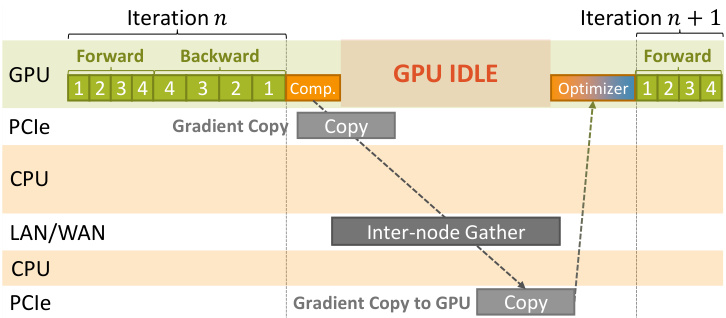 Iteration n
Iteration n + 1
Forward Backward Forward
GPU 1 2 3 4 4 3 2 1 Comp. GPU IDLE Optimizer 1 2 3 4
PCIe Gradient Copy Copy
CPU
LAN/WAN Inter-node Gather
CPU
PCIe Gradient Copy to GPU Copy